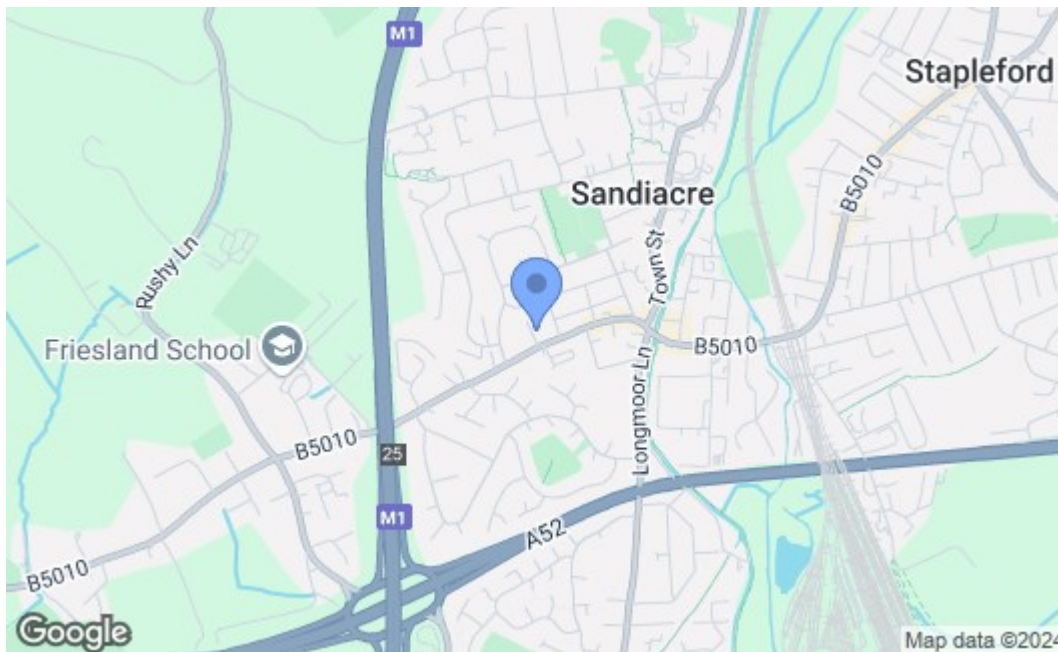 M1
Stapleford
B5010
Sandiacre
Rushy Ln
Town St
Friesland School
B5010
Longmoor Ln
B5010
25
M1
A52
B5010
Google
Map data ©2024